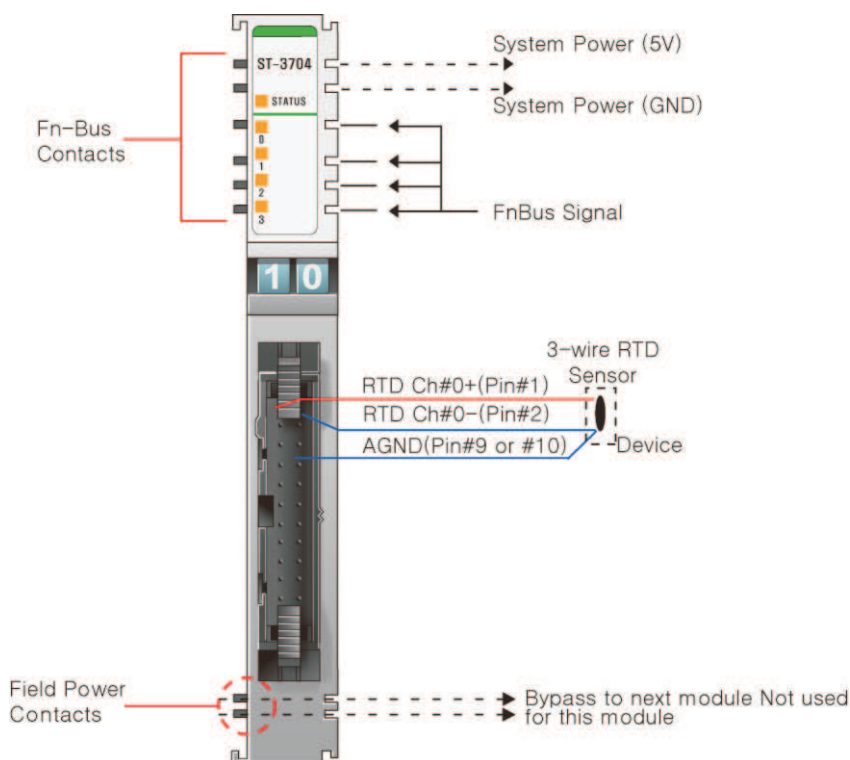 ST-3704
STATUS
0
1
2
3
System Power (5V)
System Power (GND)
Fn-Bus
Contacts
FnBus Signal
1 0
3-wire RTD
Sensor
RTD Ch#0+(Pin#1)
RTD Ch#0-(Pin#2)
AGND(Pin#9 or #10)
Device
Field Power
Contacts
Bypass to next module Not used
for this module